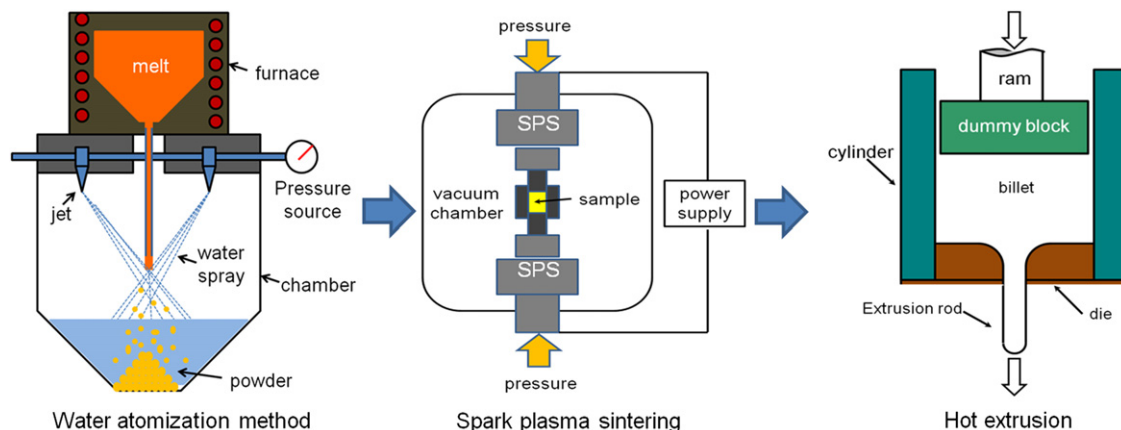 melt
furnace
jet
Pressure
source
water
spray
chamber
powder
Water atomization method
pressure
SPS
vacuum
chamber
sample
power
supply
SPS
pressure
Spark plasma sintering
ram
dummy block
cylinder
billet
Extrusion rod
die
Hot extrusion